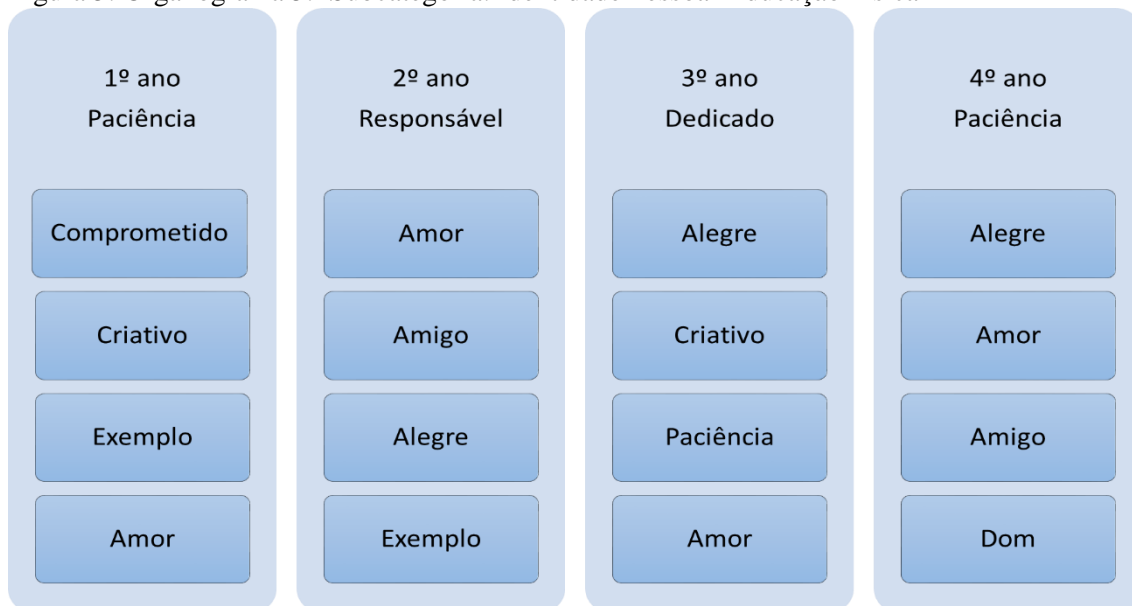 1º ano
Paciência
Comprometido
Criativo
Exemplo
Amor
2º ano
Responsável
Amor
Amigo
Alegre
Exemplo
3º ano
Dedicado
Alegre
Criativo
Paciência
Amor
4º ano
Paciência
Alegre
Amor
Amigo
Dom